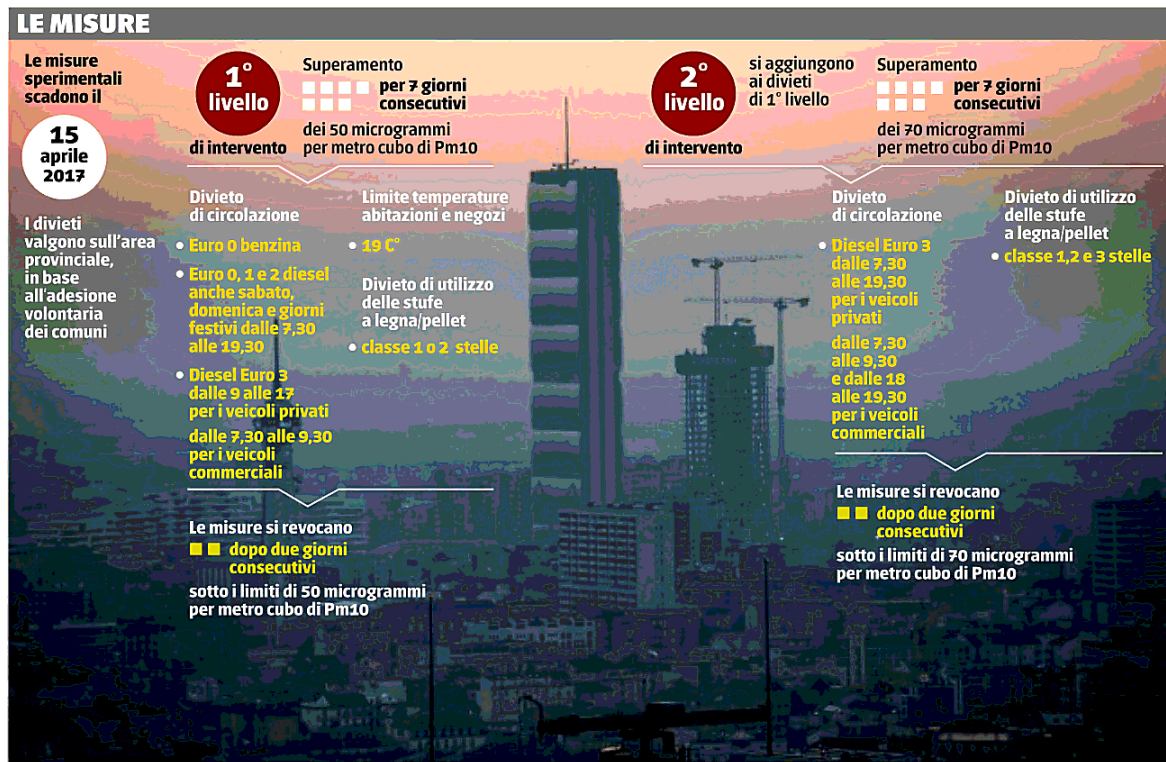 LE MISURE
Le misure
sperimentali
scadono il
15
aprile
2017
I divieti
valgono sull'area
provinciale,
in base
all'adesione
volontaria
dei comuni
1°
livello
di intervento
Superamento
per 7 giorni
consecutivi
dei 50 microgrammi
per metro cubo di Pm10
Divieto
di circolazione
• Euro 0 benzina
• Euro 0, 1 e 2 diesel
anche sabato,
domenica e giorni
festivi dalle 7,30
alle 19,30
• Diesel Euro 3
dalle 9 alle 17
per i veicoli privati
dalle 7,30 alle 9,30
per i veicoli
commerciali
Limite temperature
abitazioni e negozi
• 19 C°
Divieto di utilizzo
delle stufe
a legna/pellet
• classe 1 o 2 stelle
Le misure si revocano
dopo due giorni
consecutivi
sotto i limiti di 50 microgrammi
per metro cubo di Pm10
2°
livello
di intervento
si aggiungono
ai divieti
di 1° livello
Superamento
per 7 giorni
consecutivi
dei 70 microgrammi
per metro cubo di Pm10
Divieto
di circolazione
• Diesel Euro 3
dalle 7,30
alle 19,30
per i veicoli
privati
dalle 7,30
alle 9,30
e dalle 18
alle 19,30
per i veicoli
commerciali
Divieto di utilizzo
delle stufe
a legna/pellet
• classe 1,2 e 3 stelle
Le misure si revocano
dopo due giorni
consecutivi
sotto i limiti di 70 microgrammi
per metro cubo di Pm10